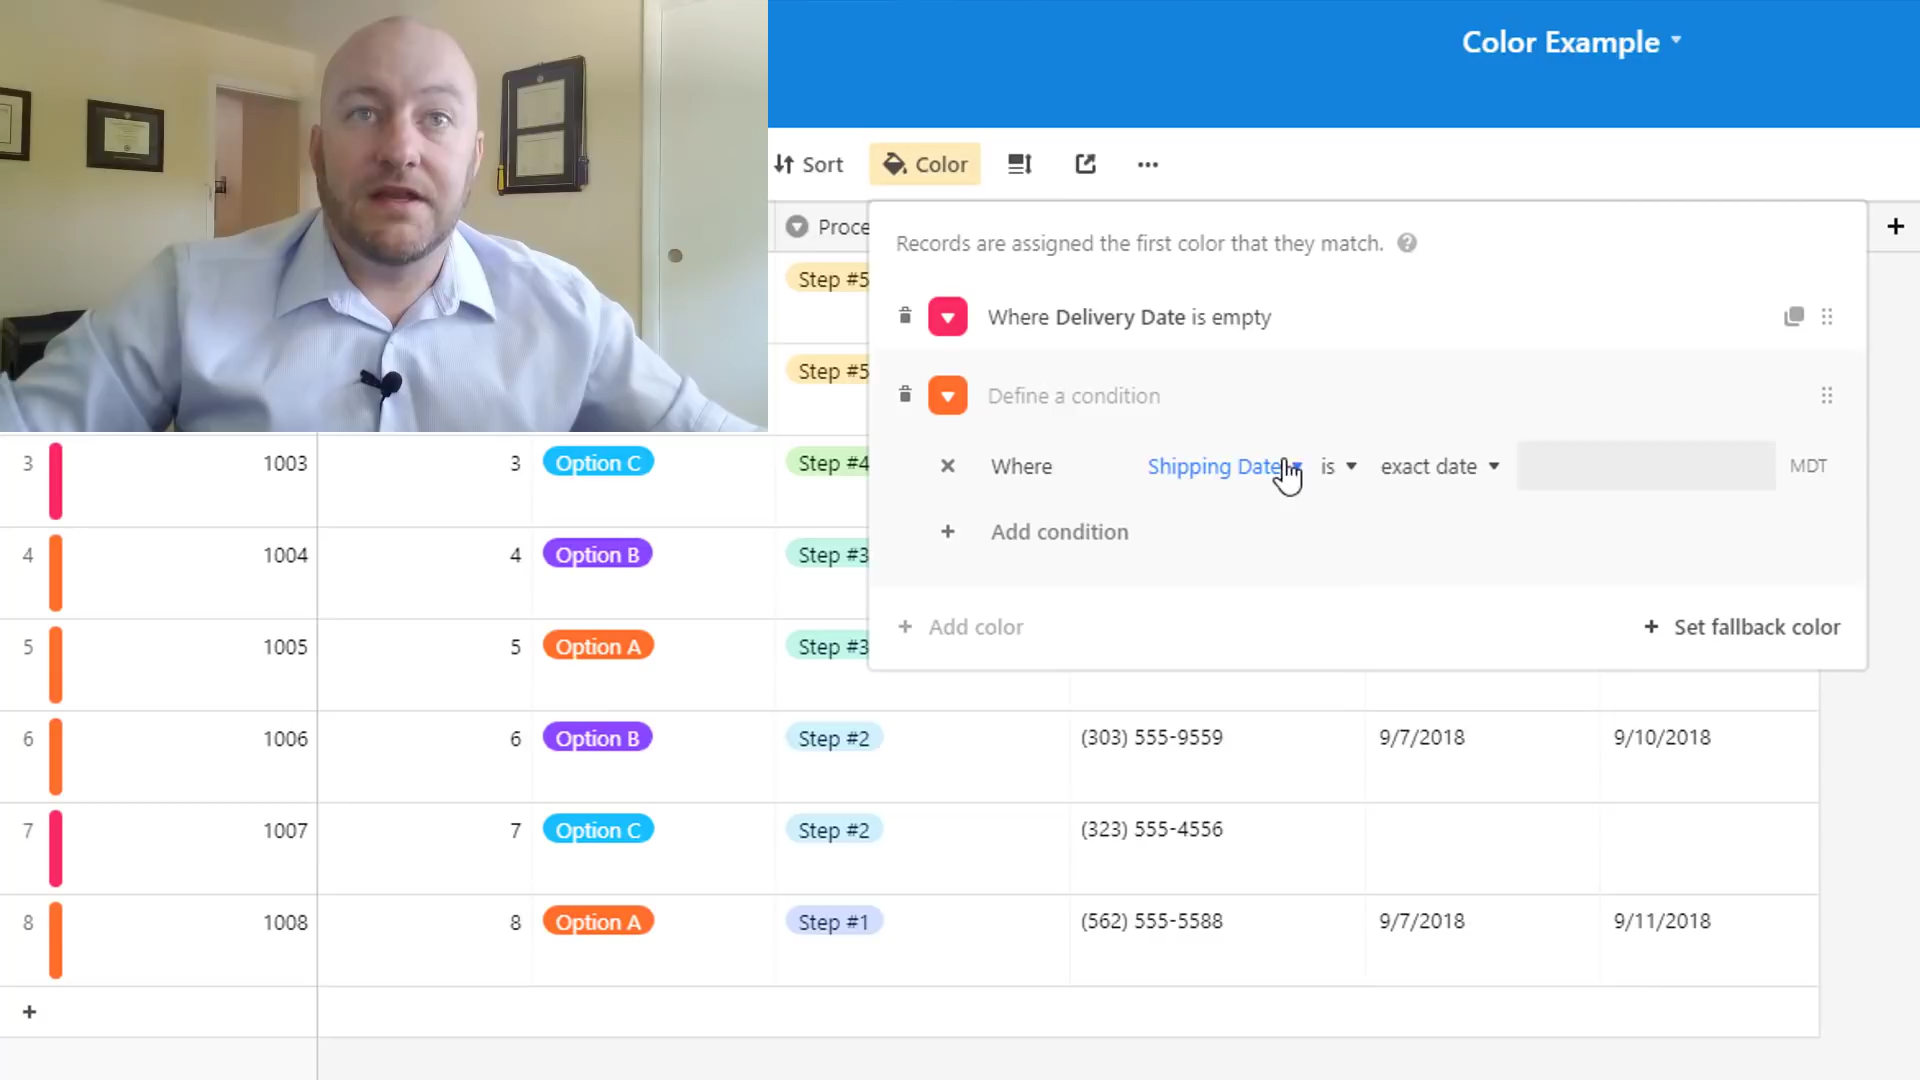 Color Example
Sort
Color
Proce
Records are assigned the first color that they match.
Where Delivery Date is empty
Define a condition
Where Shipping Date is exact date MDT
Add condition
Add color
Set fallback color
Step #5
Step #5
3 1003 3 Option C Step #4
4 1004 4 Option B Step #3
5 1005 5 Option A Step #3
6 1006 6 Option B Step #2 (303) 555-9559 9/7/2018 9/10/2018
7 1007 7 Option C Step #2 (323) 555-4556
8 1008 8 Option A Step #1 (562) 555-5588 9/7/2018 9/11/2018